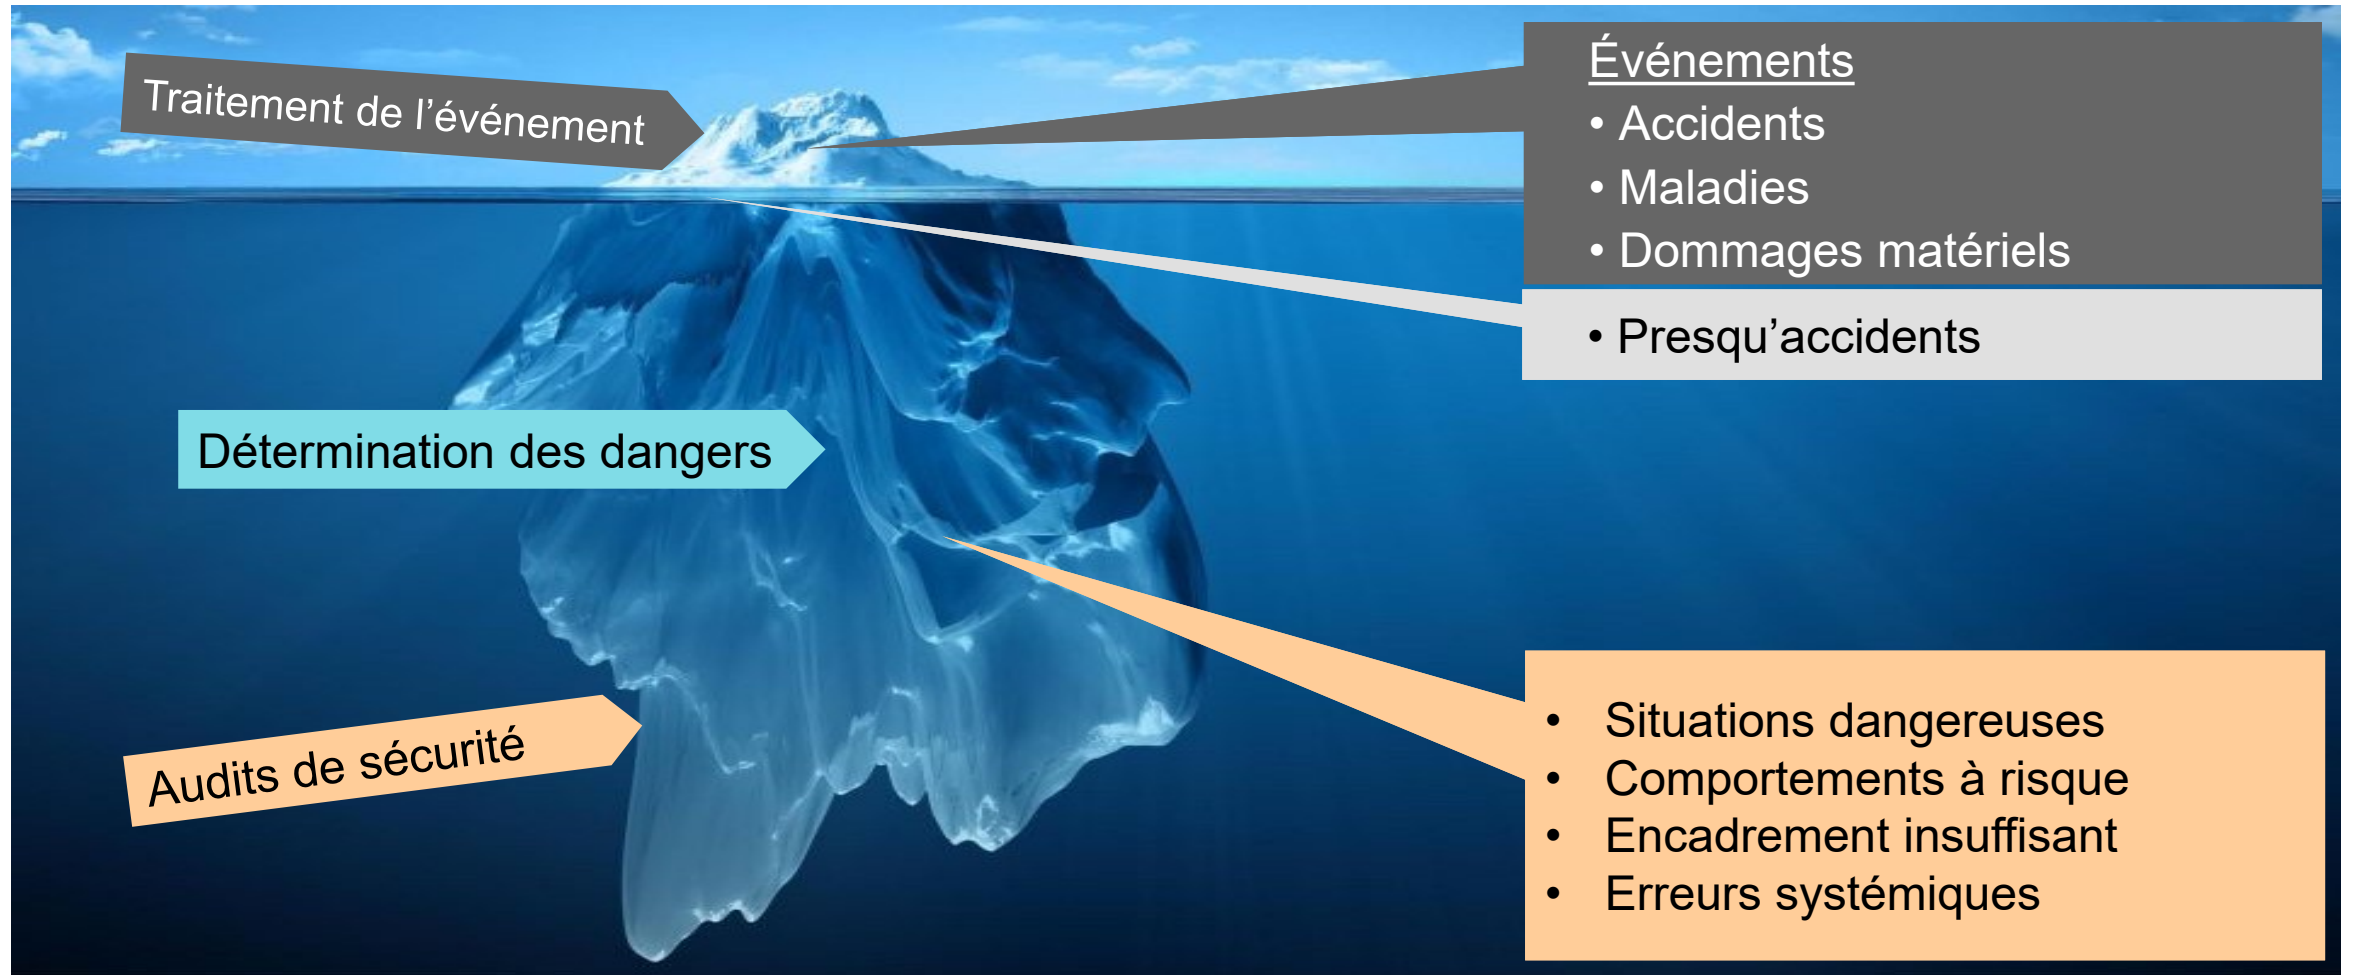 Traitement de l’événement
Événements
• Accidents
• Maladies
• Dommages matériels
• Presqu’accidents
Détermination des dangers
Audits de sécurité
• Situations dangereuses
• Comportements à risque
• Encadrement insuffisant
• Erreurs systémiques